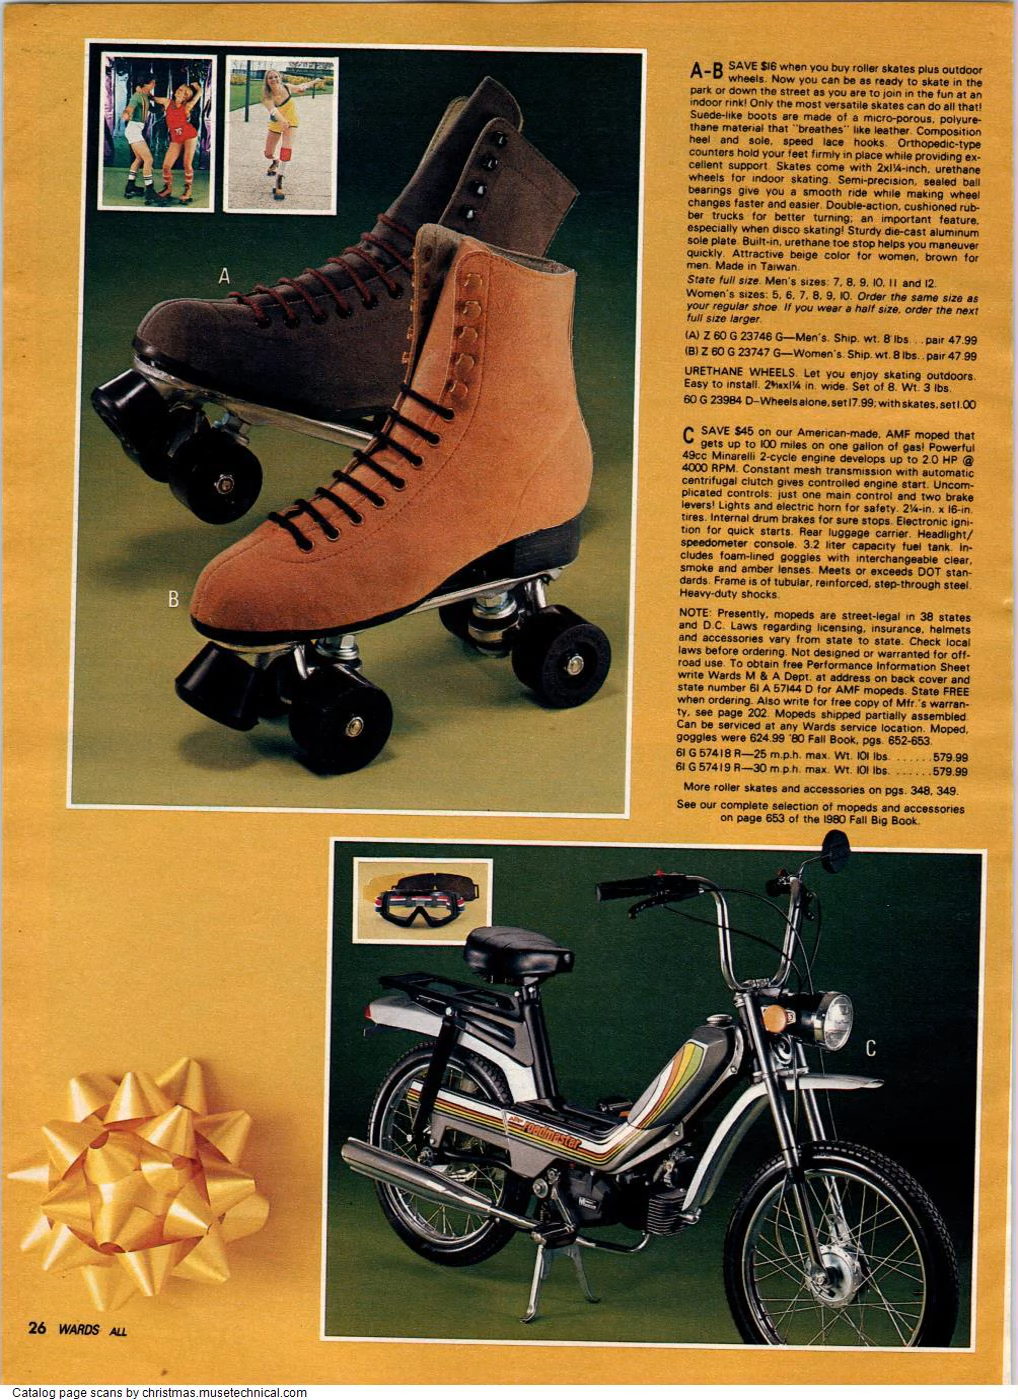 A-B SAVE $16 when you buy roller skates plus outdoor
wheels. Now you can be as ready to skate in the
park or down the street as you are to join in the fun at an
indoor rink! Only the most versatile skates can do all that!
Suede-like boots are made of a micro-porous, polyure-
thane material that "breathes" like leather. Composition
heel and sole, speed lace hooks. Orthopedic-type
counters hold your feet firmly in place while providing ex-
cellent support. Skates come with 2x1¼-inch, urethane
wheels for indoor skating. Semi-precision, sealed ball
bearings give you a smooth ride while making wheel
changes faster and easier. Double-action, cushioned rub-
ber trucks for better turning; an important feature,
especially when disco skating! Sturdy die-cast aluminum
sole plate. Built-in, urethane toe stop helps you maneuver
quickly. Attractive beige color for women, brown for
men. Made in Taiwan.
State full size. Men's sizes: 7, 8, 9, 10, 11 and 12.
Women's sizes: 5, 6, 7, 8, 9, 10. Order the same size as
your regular shoe. If you wear a half size, order the next
full size larger.
(A) Z 60 G 23746 G—Men's. Ship. wt. 8 lbs. . . pair 47.99
(B) Z 60 G 23747 G—Women's. Ship. wt. 8 lbs. . pair 47.99
URETHANE WHEELS. Let you enjoy skating outdoors.
Easy to install. 2⁹⁄₁₆x1¼ in. wide. Set of 8. Wt. 3 lbs.
60 G 23984 D—Wheels alone, set 17.99; with skates, set 1.00
C SAVE $45 on our American-made, AMF moped that
gets up to 100 miles on one gallon of gas! Powerful
49cc Minarelli 2-cycle engine develops up to 2.0 HP @
4000 RPM. Constant mesh transmission with automatic
centrifugal clutch gives controlled engine start. Uncom-
plicated controls: just one main control and two brake
levers! Lights and electric horn for safety. 2¼-in. x 16-in.
tires. Internal drum brakes for sure stops. Electronic igni-
tion for quick starts. Rear luggage carrier. Headlight/
speedometer console. 3.2 liter capacity fuel tank. In-
cludes foam-lined goggles with interchangeable clear,
smoke and amber lenses. Meets or exceeds DOT stan-
dards. Frame is of tubular, reinforced, step-through steel.
Heavy-duty shocks.
NOTE: Presently, mopeds are street-legal in 38 states
and D.C. Laws regarding licensing, insurance, helmets
and accessories vary from state to state. Check local
laws before ordering. Not designed or warranted for off-
road use. To obtain free Performance Information Sheet
write Wards M & A Dept. at address on back cover and
state number 61 A 57144 D for AMF mopeds. State FREE
when ordering. Also write for free copy of Mfr.'s warran-
ty, see page 202. Mopeds shipped partially assembled.
Can be serviced at any Wards service location. Moped,
goggles were 624.99 '80 Fall Book, pgs. 652-653.
61 G 57418 R—25 m.p.h. max. Wt. 101 lbs. . . . . . . 579.99
61 G 57419 R—30 m.p.h. max. Wt. 101 lbs. . . . . . . 579.99
More roller skates and accessories on pgs. 348, 349.
See our complete selection of mopeds and accessories
on page 653 of the 1980 Fall Big Book.
A
B
C
AMF roadmaster
26 WARDS ALL
Catalog page scans by christmas.musetechnical.com